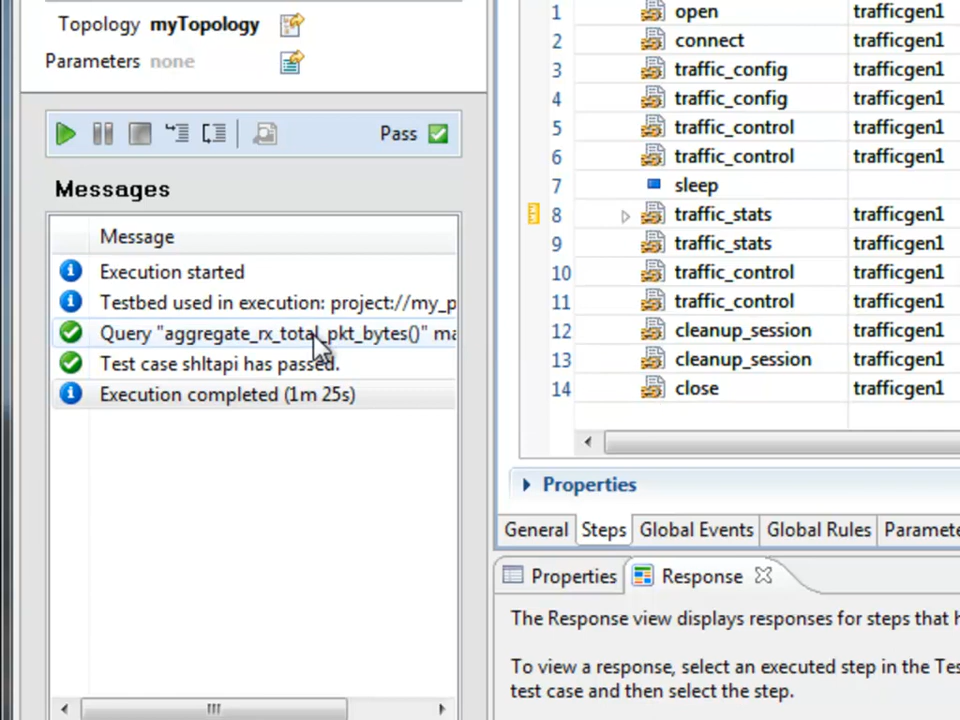 Topology myTopology
Parameters none
Pass
Messages
Message
Execution started
Testbed used in execution: project://my_p
Query "aggregate_rx_total_pkt_bytes()" ma
Test case shltapi has passed.
Execution completed (1m 25s)
1 open trafficgen1
2 connect trafficgen1
3 traffic_config trafficgen1
4 traffic_config trafficgen1
5 traffic_control trafficgen1
6 traffic_control trafficgen1
7 sleep
8 traffic_stats trafficgen1
9 traffic_stats trafficgen1
10 traffic_control trafficgen1
11 traffic_control trafficgen1
12 cleanup_session trafficgen1
13 cleanup_session trafficgen1
14 close trafficgen1
Properties
General Steps Global Events Global Rules Paramete
Properties Response
The Response view displays responses for steps that h
To view a response, select an executed step in the Tes
test case and then select the step.